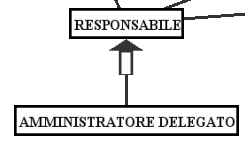 RESPONSABILE
AMMINISTRATORE DELEGATO